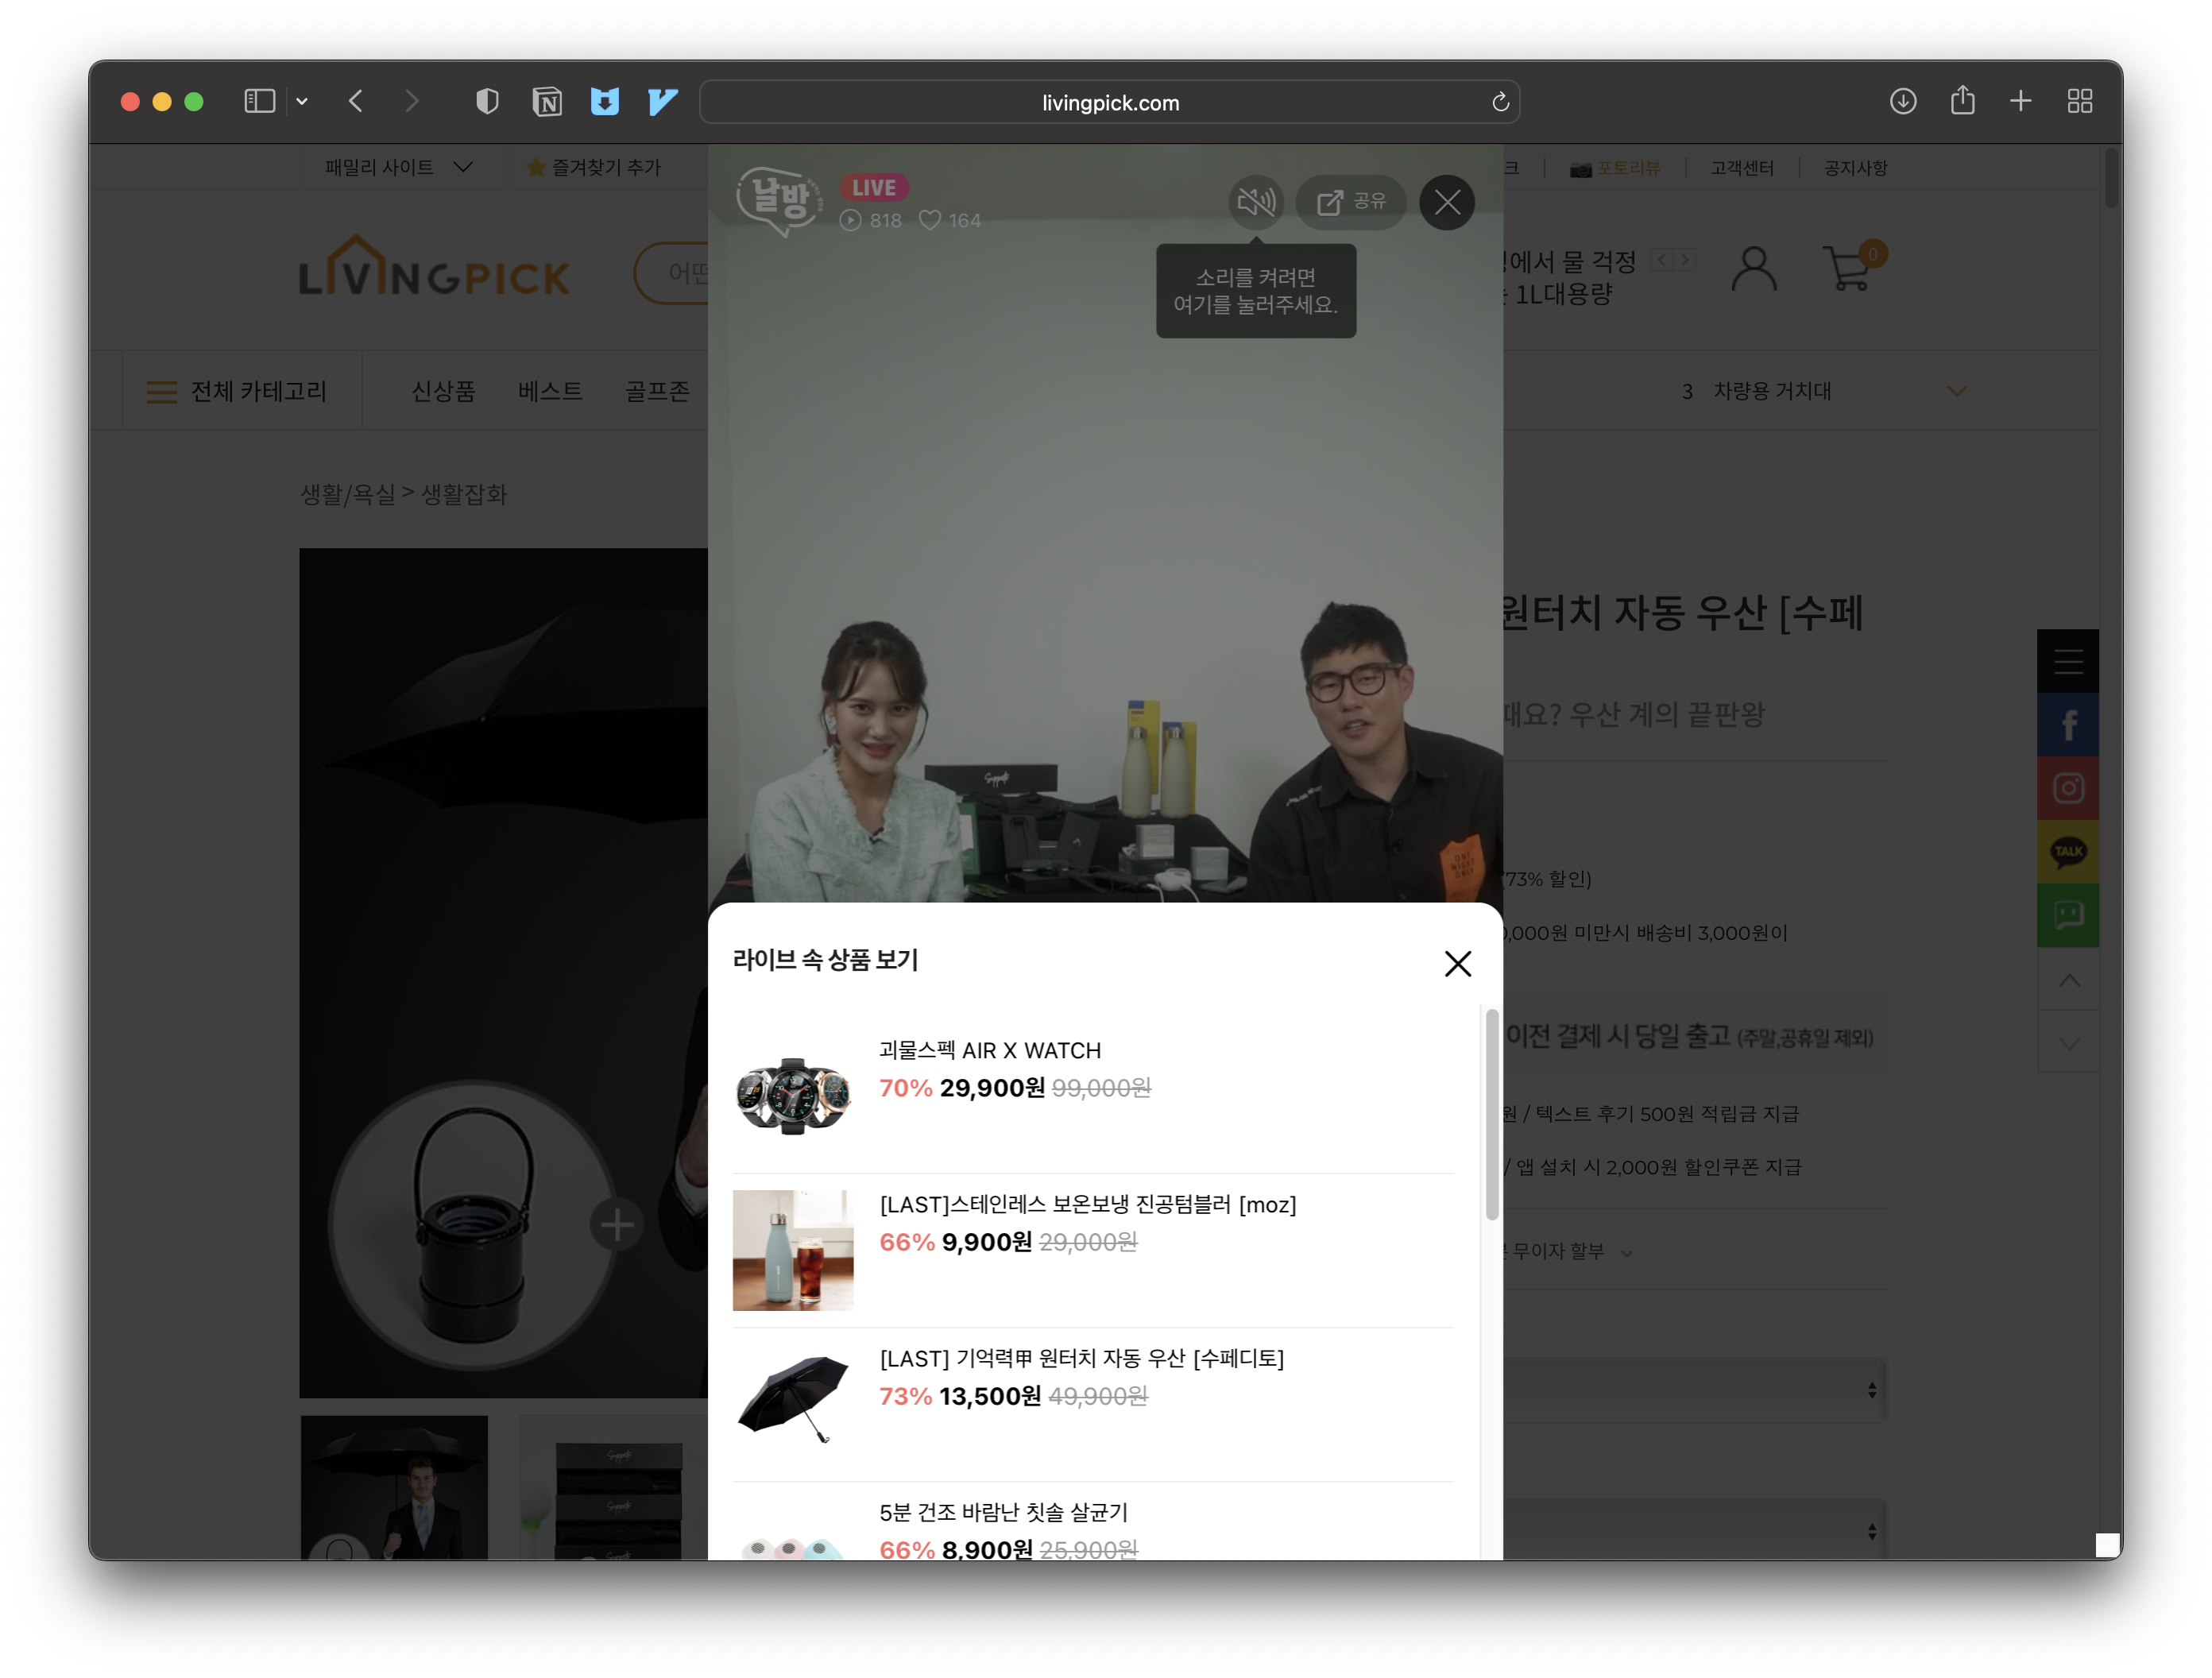 livingpick.com
패밀리 사이트
즐겨찾기 추가
크
포토리뷰
고객센터
공지사항
날방
LIVE
818
164
공유
소리를 켜려면
여기를 눌러주세요.
LIVINGPICK
에서 물 걱정
1L대용량
0
전체 카테고리
신상품
베스트
골프존
3 차량용 거치대
생활/욕실 > 생활잡화
원터치 자동 우산 [수페
때요? 우산 계의 끝판왕
(73% 할인)
0,000원 미만시 배송비 3,000원이
이전 결제 시 당일 출고 (주말,공휴일 제외)
원 / 텍스트 후기 500원 적립금 지급
/ 앱 설치 시 2,000원 할인쿠폰 지급
무이자 할부
TALK
ONE
NIGHT
ONLY
라이브 속 상품 보기
괴물스펙 AIR X WATCH
70% 29,900원 99,000원
[LAST]스테인레스 보온보냉 진공텀블러 [moz]
66% 9,900원 29,000원
[LAST] 기억력甲 원터치 자동 우산 [수페디토]
73% 13,500원 49,900원
5분 건조 바람난 칫솔 살균기
66% 8,900원 25,900원